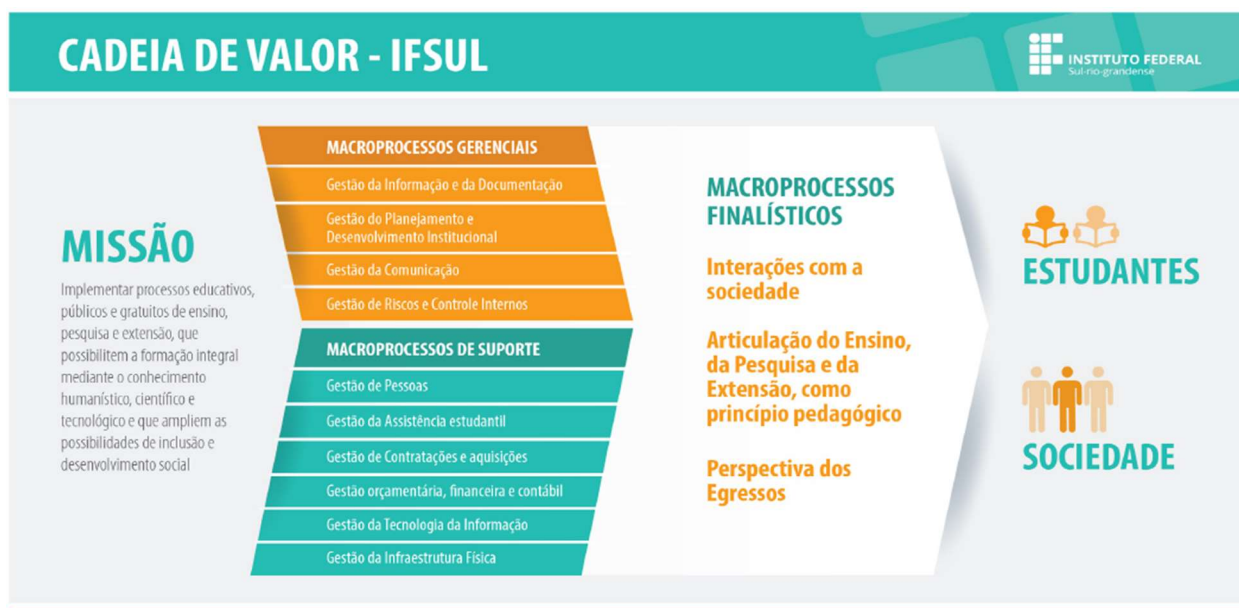 CADEIA DE VALOR - IFSUL
INSTITUTO FEDERAL
Sul-rio-grandense
MISSÃO
Implementar processos educativos,
públicos e gratuitos de ensino,
pesquisa e extensão, que
possibilitem a formação integral
mediante o conhecimento
humanístico, científico e
tecnológico e que ampliem as
possibilidades de inclusão e
desenvolvimento social
MACROPROCESSOS GERENCIAIS
Gestão da Informação e da Documentação
Gestão do Planejamento e
Desenvolvimento Institucional
Gestão da Comunicação
Gestão de Riscos e Controle Internos
MACROPROCESSOS DE SUPORTE
Gestão de Pessoas
Gestão da Assistência estudantil
Gestão de Contratações e aquisições
Gestão orçamentária, financeira e contábil
Gestão da Tecnologia da Informação
Gestão da Infraestrutura Física
MACROPROCESSOS
FINALÍSTICOS
Interações com a
sociedade
Articulação do Ensino,
da Pesquisa e da
Extensão, como
princípio pedagógico
Perspectiva dos
Egressos
ESTUDANTES
SOCIEDADE